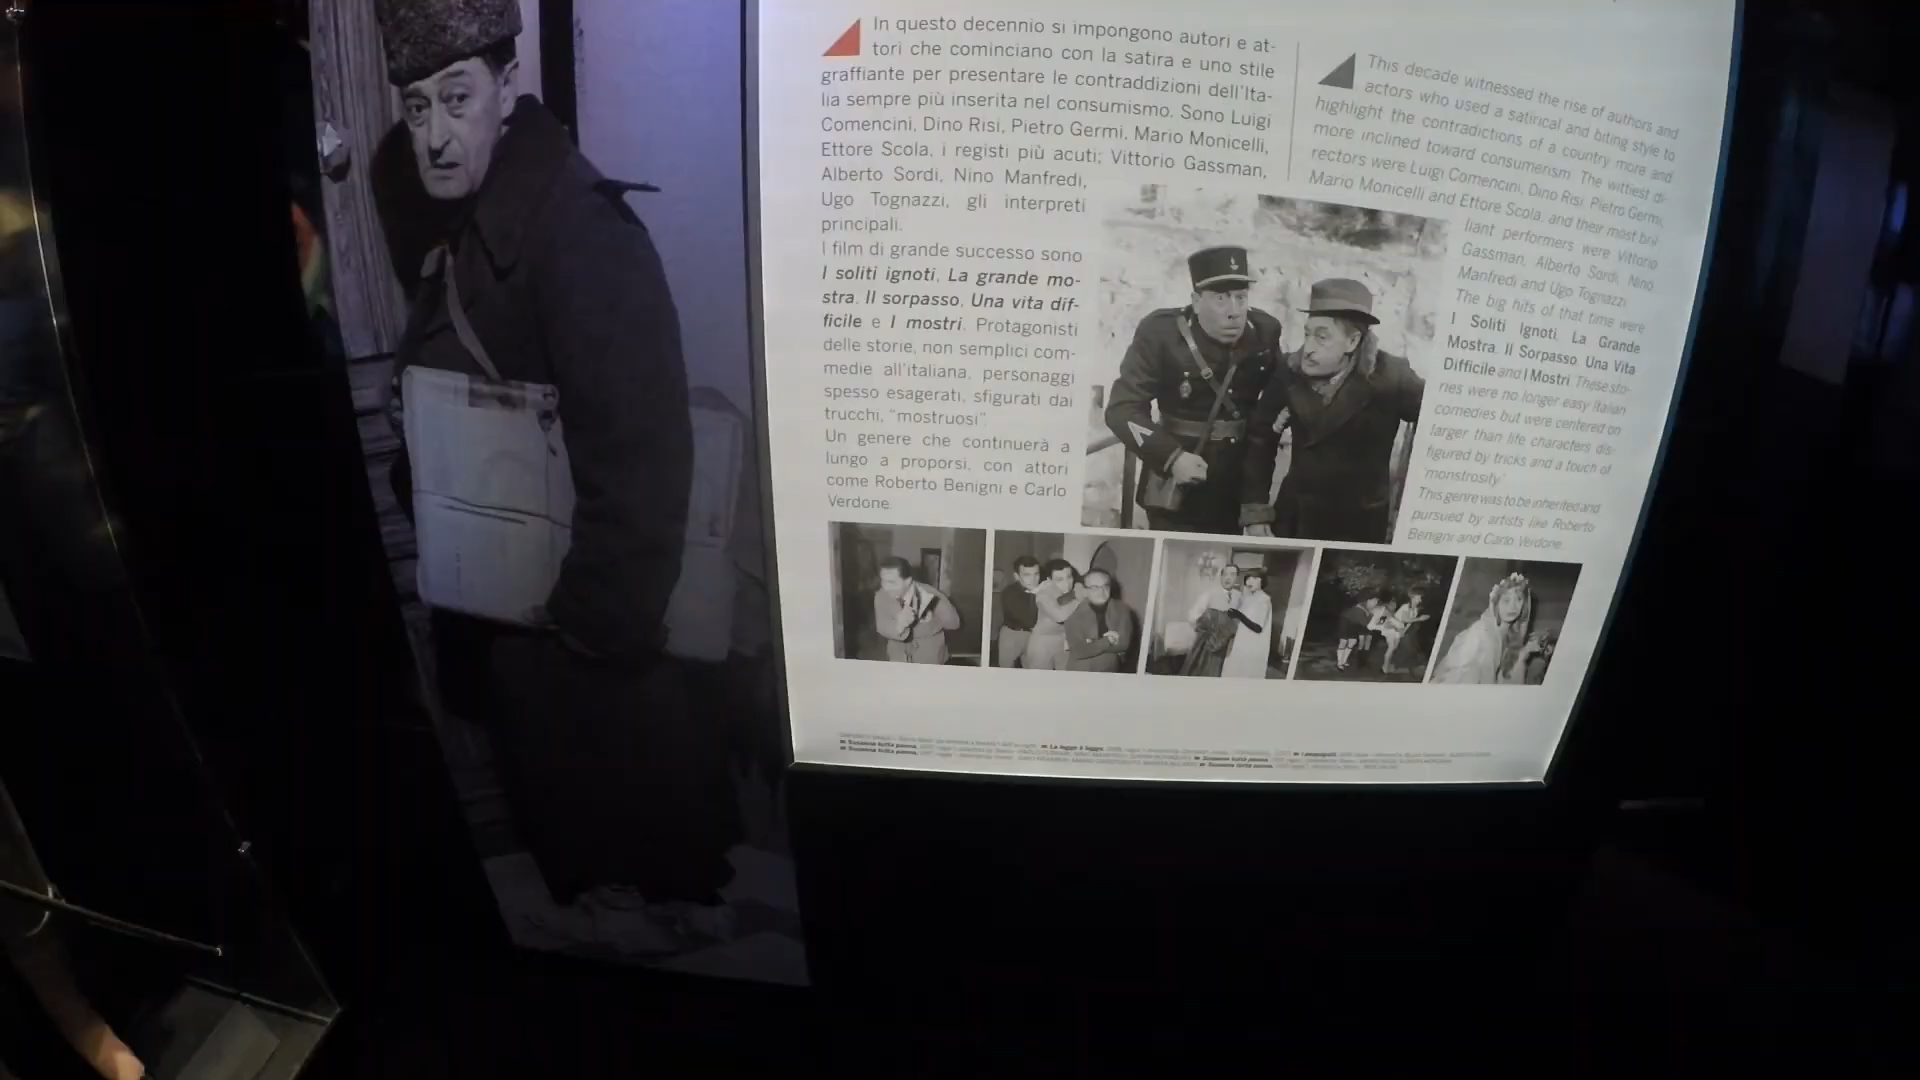 In questo decennio si impongono autori e at-
tori che cominciano con la satira e uno stile
graffiante per presentare le contraddizioni dell'Ita-
lia sempre più inserita nel consumismo. Sono Luigi
Comencini, Dino Risi, Pietro Germi, Mario Monicelli,
Ettore Scola, i registi più acuti; Vittorio Gassman,
Alberto Sordi, Nino Manfredi,
Ugo Tognazzi, gli interpreti
principali.
I film di grande successo sono
I soliti ignoti, La grande mo-
stra, Il sorpasso, Una vita dif-
ficile e I mostri. Protagonisti
delle storie, non semplici com-
medie all'italiana, personaggi
spesso esagerati, sfigurati dai
trucchi, "mostruosi".
Un genere che continuerà a
lungo a proporsi, con attori
come Roberto Benigni e Carlo
Verdone.
This decade witnessed the rise of authors and
actors who used a satirical and biting style to
highlight the contradictions of a country more and
more inclined toward consumerism. The wittiest di-
rectors were Luigi Comencini, Dino Risi, Pietro Germi,
Mario Monicelli and Ettore Scola, and their most bril-
liant performers were Vittorio
Gassman, Alberto Sordi, Nino
Manfredi and Ugo Tognazzi.
The big hits of that time were
I Soliti Ignoti, La Grande
Mostra, Il Sorpasso, Una Vita
Difficile and I Mostri. These sto-
ries were no longer easy Italian
comedies but were centered on
larger than life characters dis-
figured by tricks and a touch of
'monstrosity'.
This genre was to be inherited and
pursued by artists like Roberto
Benigni and Carlo Verdone.